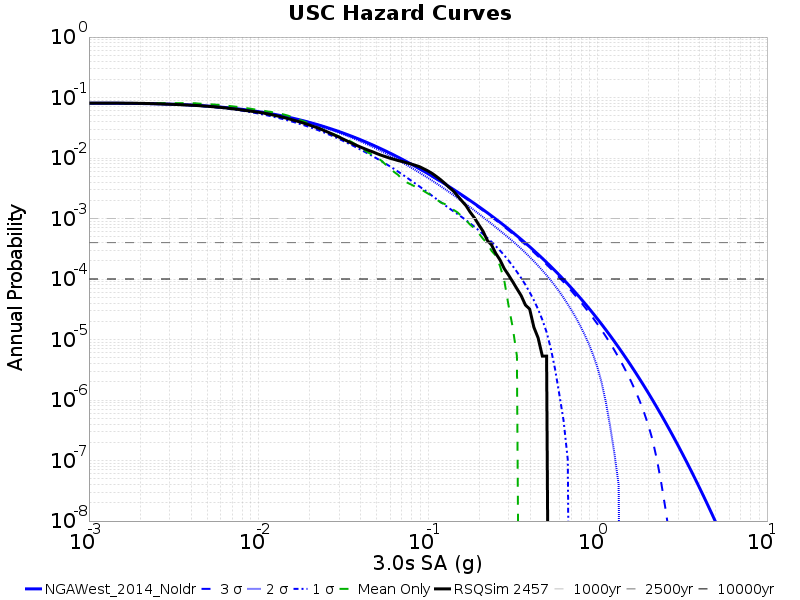 USC Hazard Curves
Annual Probability
10^0
10^-1
10^-2
10^-3
10^-4
10^-5
10^-6
10^-7
10^-8
10^-3 10^-2 10^-1 10^0 10^1
3.0s SA (g)
NGAWest_2014_NoIdr 3 σ 2 σ 1 σ Mean Only RSQSim 2457 1000yr 2500yr 10000yr